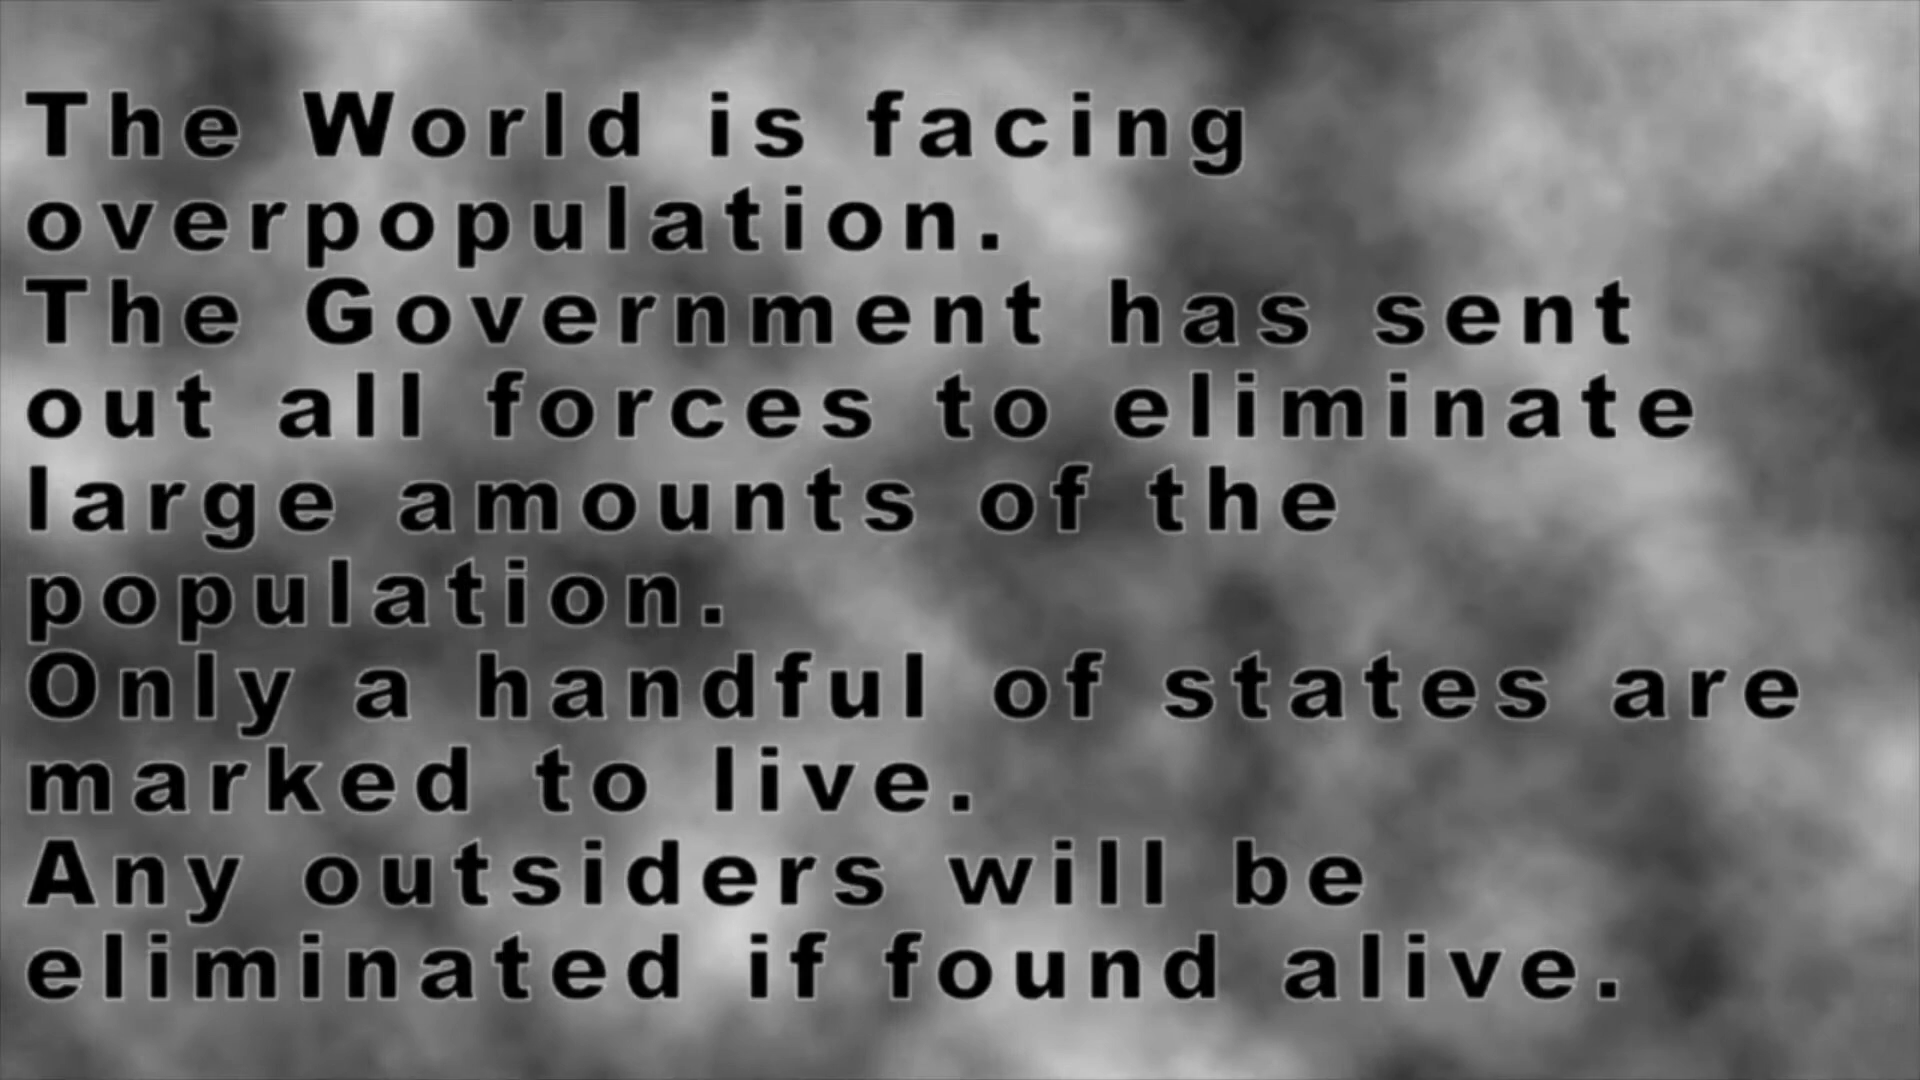 The World is facing
overpopulation.
The Government has sent
out all forces to eliminate
large amounts of the
population.
Only a handful of states are
marked to live.
Any outsiders will be
eliminated if found alive.